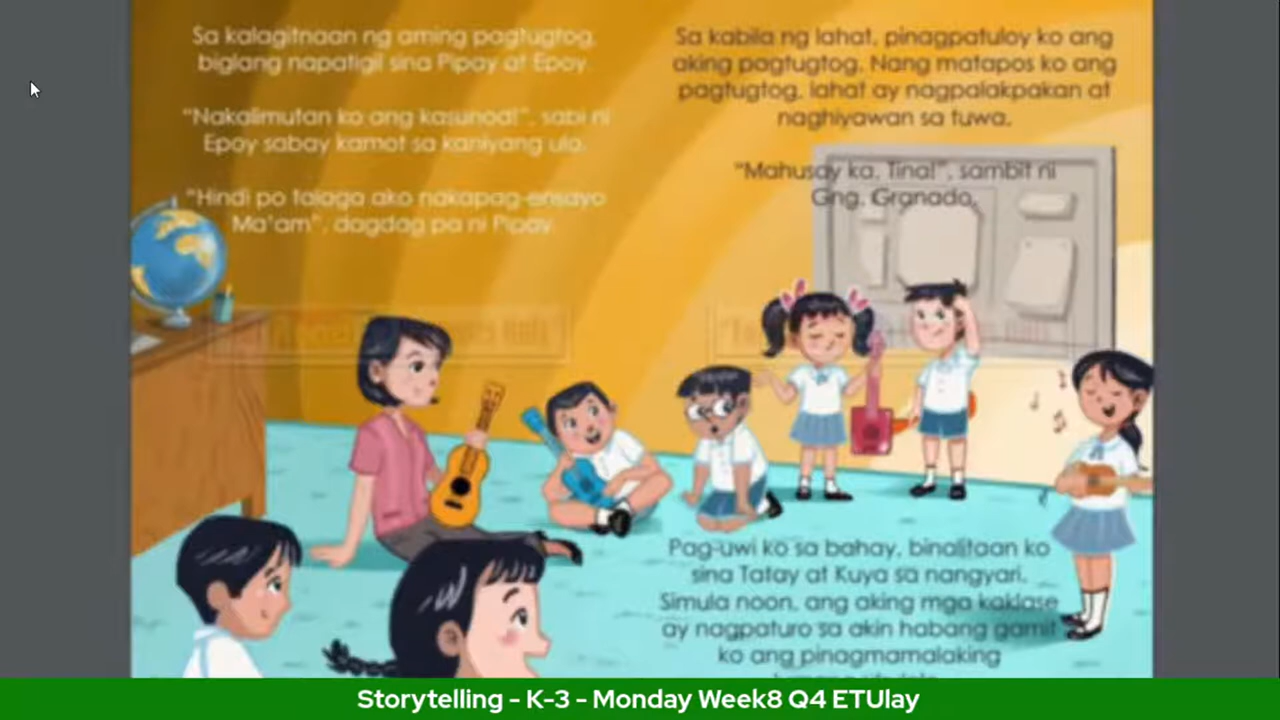 Sa kalagitnaan ng aming pagtugtog,
biglang napatigil sina Pipay at Epoy.
“Nakalimutan ko ang kasunod!”, sabi ni
Epoy sabay kamot sa kaniyang ulo.
“Hindi po talaga ako nakapag-ensayo
Ma'am”, dagdag pa ni Pipay.
Sa kabila ng lahat, pinagpatuloy ko ang
aking pagtugtog. Nang matapos ko ang
pagtugtog, lahat ay nagpalakpakan at
naghiyawan sa tuwa.
“Mahusay ka, Tina!”, sambit ni
Gng. Granado.
Pag-uwi ko sa bahay, binalitaan ko
sina Tatay at Kuya sa nangyari.
Simula noon, ang aking mga kaklase
ay nagpaturo sa akin habang gamit
ko ang pinagmamalaking
Storytelling - K-3 - Monday Week8 Q4 ETUlay